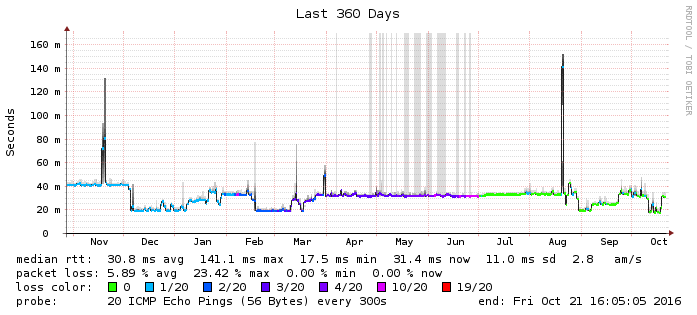 Last 360 Days
RRDTOOL / TOBI OETIKER
Seconds
160 m
140 m
120 m
100 m
80 m
60 m
40 m
20 m
0
Nov Dec Jan Feb Mar Apr May Jun Jul Aug Sep Oct
median rtt: 30.8 ms avg 141.1 ms max 17.5 ms min 31.4 ms now 11.0 ms sd 2.8 am/s
packet loss: 5.89 % avg 23.42 % max 0.00 % min 0.00 % now
loss color: 0 1/20 2/20 3/20 4/20 10/20 19/20
probe: 20 ICMP Echo Pings (56 Bytes) every 300s end: Fri Oct 21 16:05:05 2016